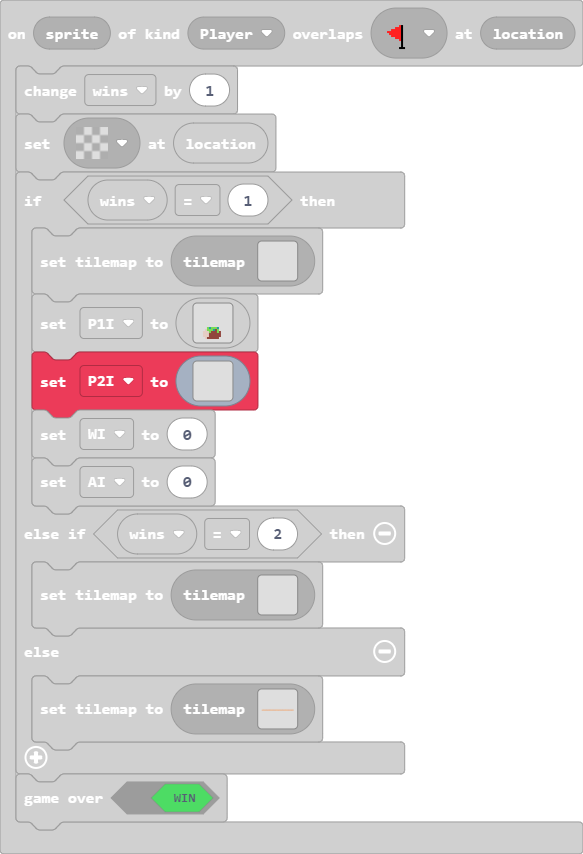 on sprite of kind Player overlaps at location
change wins by 1
set at location
if wins = 1 then
set tilemap to tilemap
set P1I to
set P2I to
set WI to 0
set AI to 0
else if wins = 2 then
set tilemap to tilemap
else
set tilemap to tilemap
game over WIN